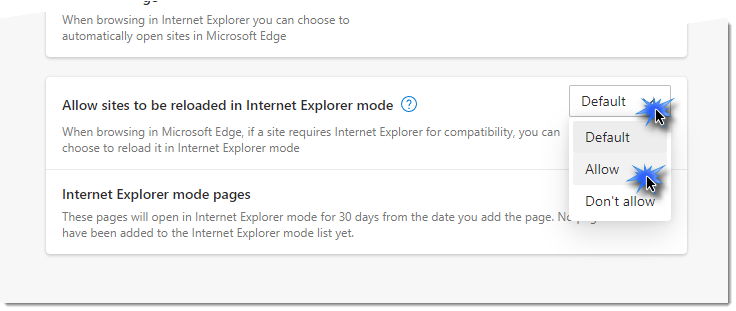 When browsing in Internet Explorer you can choose to
automatically open sites in Microsoft Edge
Allow sites to be reloaded in Internet Explorer mode ?
Default
When browsing in Microsoft Edge, if a site requires Internet Explorer for compatibility, you can
choose to reload it in Internet Explorer mode
Default
Allow
Don't allow
Internet Explorer mode pages
These pages will open in Internet Explorer mode for 30 days from the date you add the page. No
have been added to the Internet Explorer mode list yet.